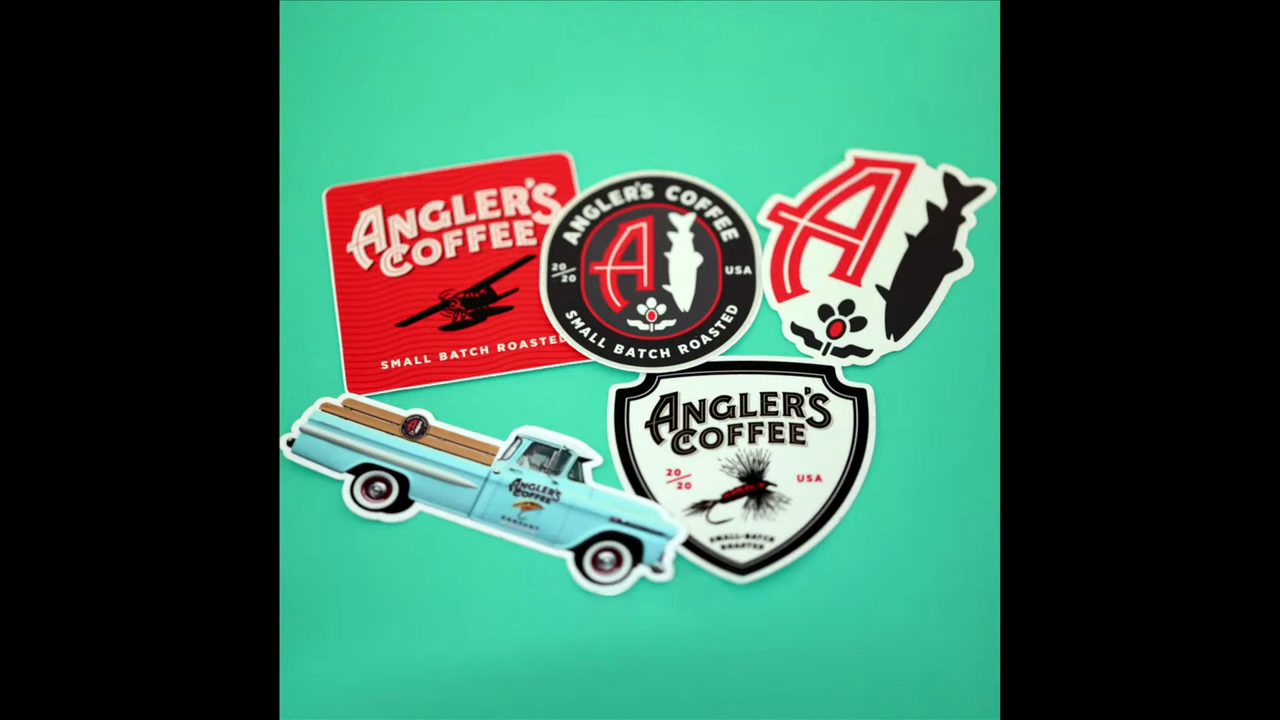 ANGLER'S
COFFEE
SMALL BATCH ROASTED
ANGLER'S COFFEE
20/20
A
USA
SMALL BATCH ROASTED
A
ANGLER'S
COFFEE
COMPANY
ANGLER'S
COFFEE
20/20
USA
SMALL-BATCH
ROASTED